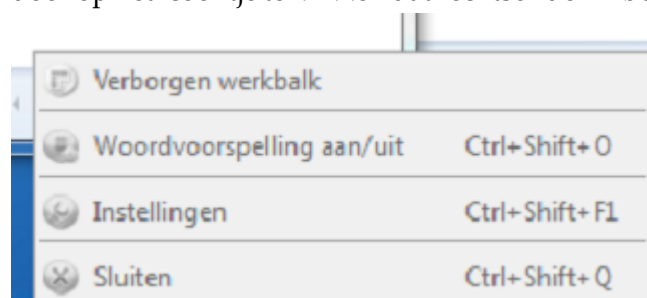 Verborgen werkbalk
Woordvoorspelling aan/uit Ctrl+Shift+O
Instellingen Ctrl+Shift+F1
Sluiten Ctrl+Shift+Q